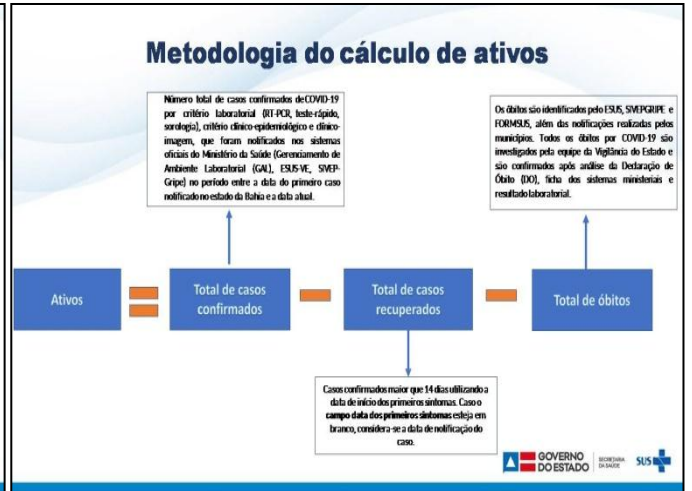 Metodologia do cálculo de ativos
Número total de casos confirmados de COVID-19
por critério laboratorial (RT-PCR, teste-rápido,
sorologia), critério clínico-epidemiológico e clínico-
imagem, que foram notificados nos sistemas
oficiais do Ministério da Saúde (Gerenciamento de
Ambiente Laboratorial (GAL), ESUS-VE, SIVEP-
Gripe) no período entre a data do primeiro caso
notificado no estado da Bahia e a data atual.
Os óbitos são identificados pelo ESUS, SIVEPGRIPE e
FORMSUS, além das notificações realizadas pelos
municípios. Todos os óbitos por COVID-19 são
investigados pela equipe da Vigilância do Estado e
são confirmados após análise da Declaração de
Óbito (DO), ficha dos sistemas ministeriais e
resultado laboratorial.
Ativos
Total de casos
confirmados
Total de casos
recuperados
Total de óbitos
Casos confirmados maior que 14 dias utilizando a
data de início dos primeiros sintomas. Caso o
campo data dos primeiros sintomas esteja em
branco, considera-se a data de notificação do
caso.
GOVERNO
DO ESTADO
SECRETARIA
DA SAÚDE
SUS